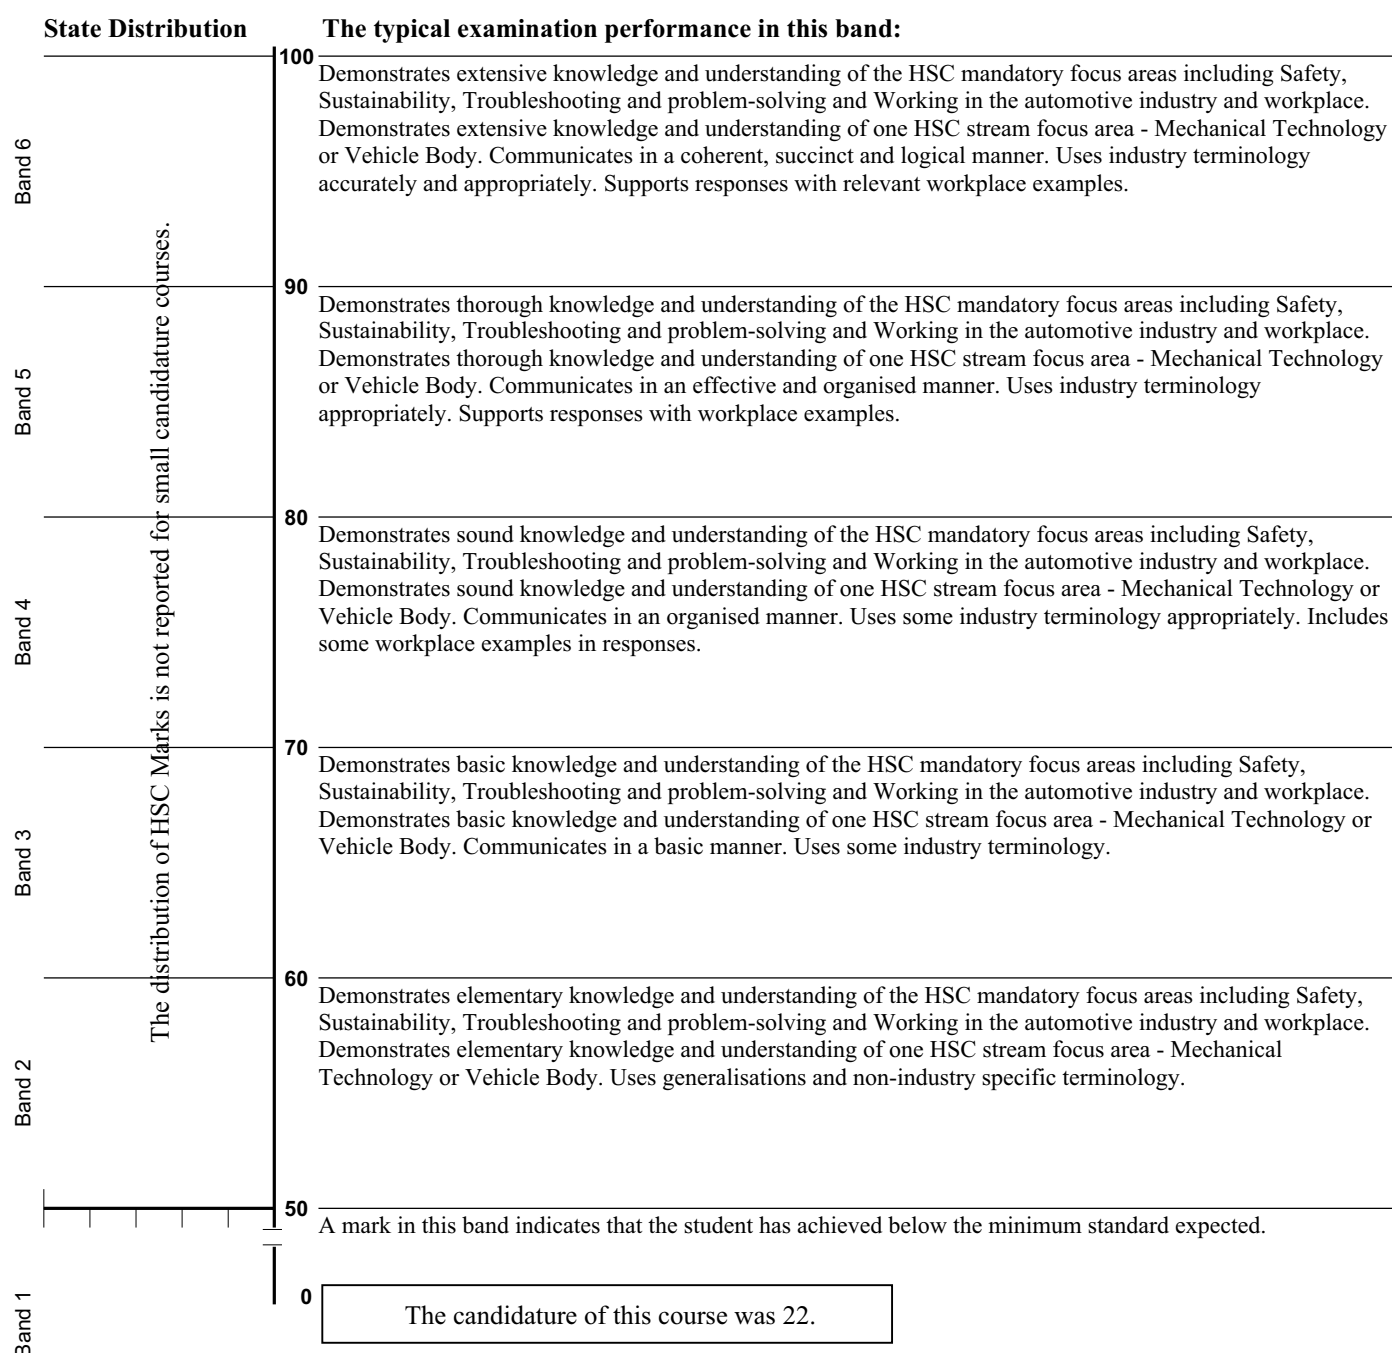 State Distribution
The typical examination performance in this band:
100
Demonstrates extensive knowledge and understanding of the HSC mandatory focus areas including Safety,
Sustainability, Troubleshooting and problem-solving and Working in the automotive industry and workplace.
Demonstrates extensive knowledge and understanding of one HSC stream focus area - Mechanical Technology
or Vehicle Body. Communicates in a coherent, succinct and logical manner. Uses industry terminology
accurately and appropriately. Supports responses with relevant workplace examples.
Band 6
The distribution of HSC Marks is not reported for small candidature courses.
90
Demonstrates thorough knowledge and understanding of the HSC mandatory focus areas including Safety,
Sustainability, Troubleshooting and problem-solving and Working in the automotive industry and workplace.
Demonstrates thorough knowledge and understanding of one HSC stream focus area - Mechanical Technology
or Vehicle Body. Communicates in an effective and organised manner. Uses industry terminology
appropriately. Supports responses with workplace examples.
Band 5
80
Demonstrates sound knowledge and understanding of the HSC mandatory focus areas including Safety,
Sustainability, Troubleshooting and problem-solving and Working in the automotive industry and workplace.
Demonstrates sound knowledge and understanding of one HSC stream focus area - Mechanical Technology or
Vehicle Body. Communicates in an organised manner. Uses some industry terminology appropriately. Includes
some workplace examples in responses.
Band 4
70
Demonstrates basic knowledge and understanding of the HSC mandatory focus areas including Safety,
Sustainability, Troubleshooting and problem-solving and Working in the automotive industry and workplace.
Demonstrates basic knowledge and understanding of one HSC stream focus area - Mechanical Technology or
Vehicle Body. Communicates in a basic manner. Uses some industry terminology.
Band 3
60
Demonstrates elementary knowledge and understanding of the HSC mandatory focus areas including Safety,
Sustainability, Troubleshooting and problem-solving and Working in the automotive industry and workplace.
Demonstrates elementary knowledge and understanding of one HSC stream focus area - Mechanical
Technology or Vehicle Body. Uses generalisations and non-industry specific terminology.
Band 2
50
A mark in this band indicates that the student has achieved below the minimum standard expected.
0
Band 1
The candidature of this course was 22.